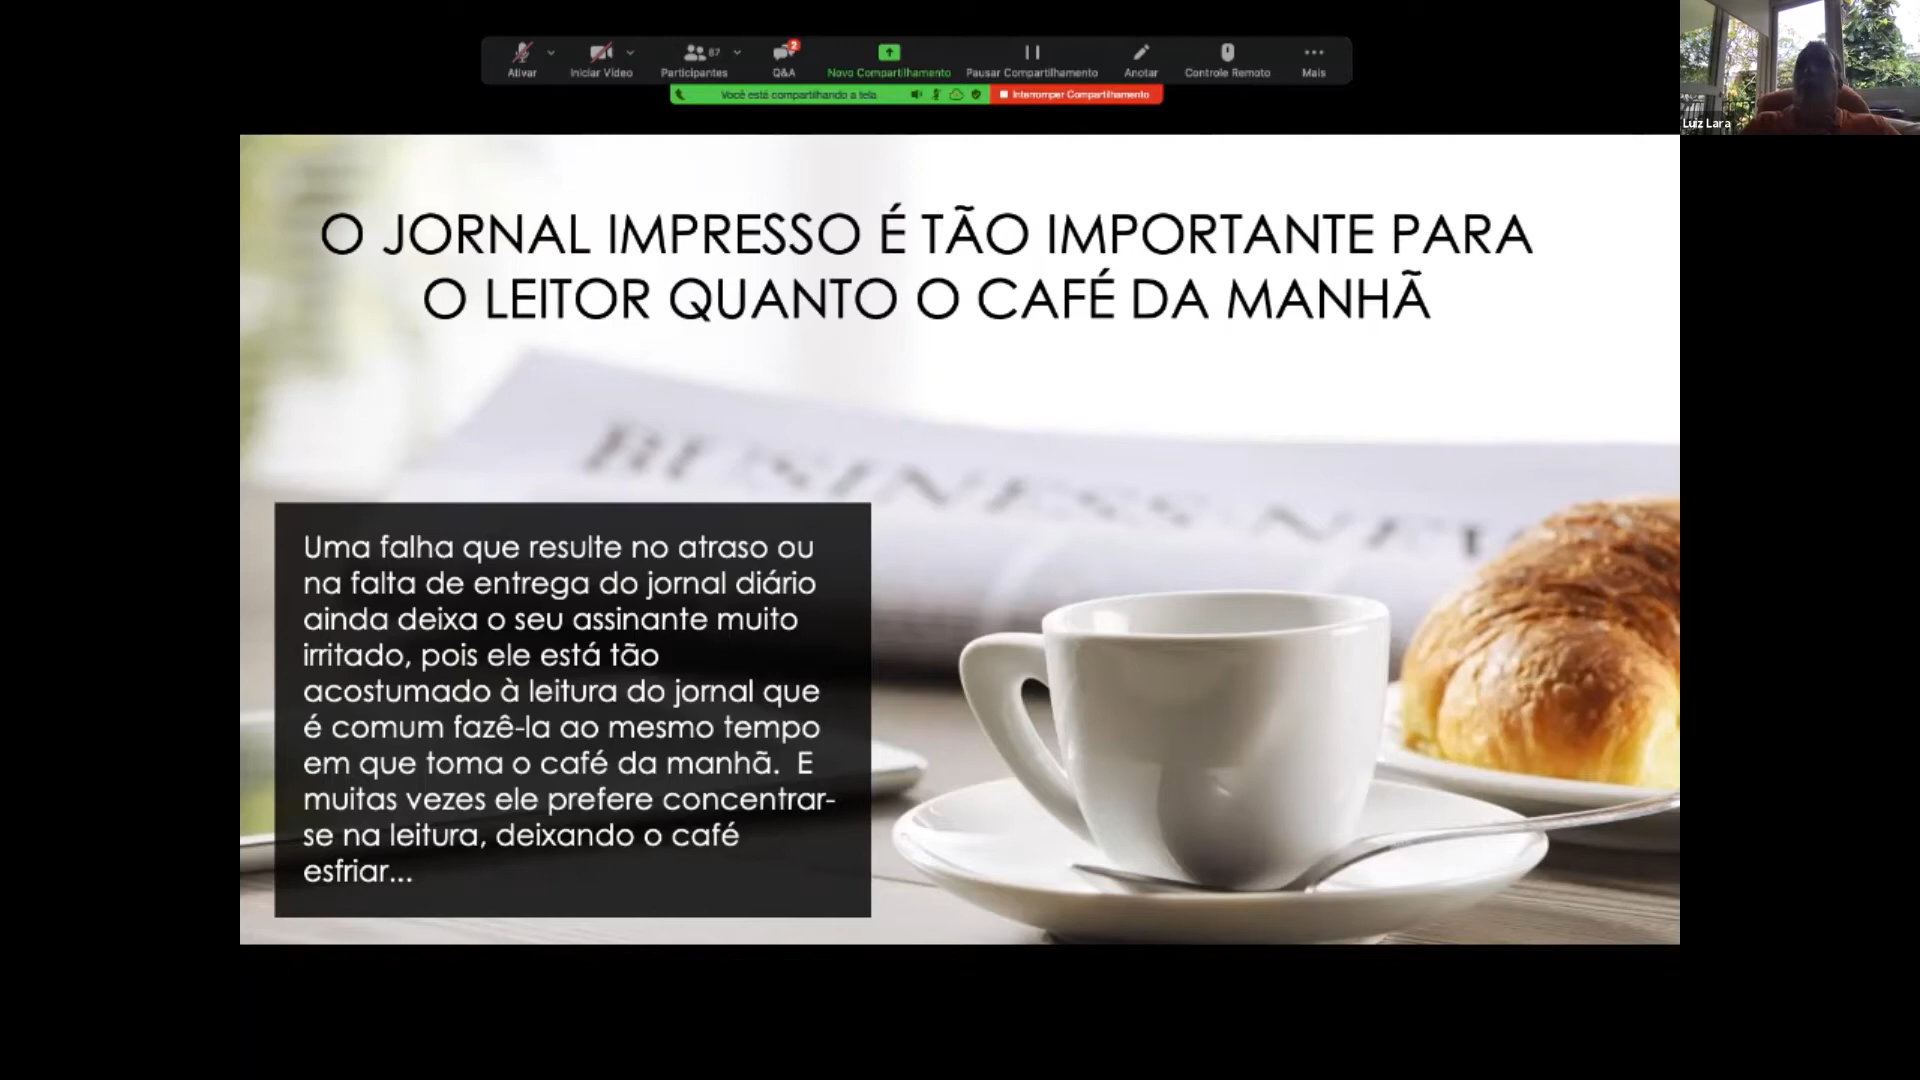 Ativar
Iniciar Vídeo
Participantes
87
Q&A
2
Novo Compartilhamento
Pausar Compartilhamento
Anotar
Controle Remoto
Mais
Você está compartilhando a tela
Interromper Compartilhamento
Luiz Lara
O JORNAL IMPRESSO É TÃO IMPORTANTE PARA
O LEITOR QUANTO O CAFÉ DA MANHÃ
BUSINESS NEW
Uma falha que resulte no atraso ou
na falta de entrega do jornal diário
ainda deixa o seu assinante muito
irritado, pois ele está tão
acostumado à leitura do jornal que
é comum fazê-la ao mesmo tempo
em que toma o café da manhã.  E
muitas vezes ele prefere concentrar-
se na leitura, deixando o café
esfriar...